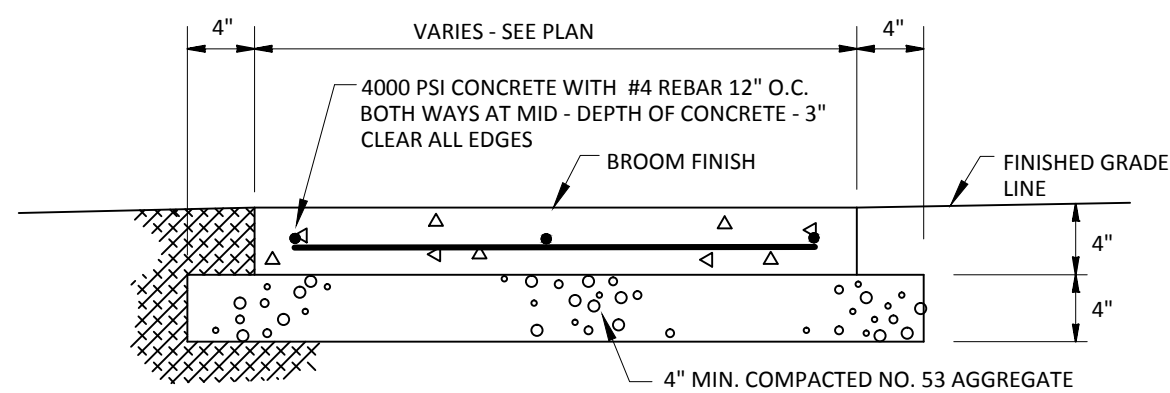 4"
VARIES - SEE PLAN
4"
4000 PSI CONCRETE WITH #4 REBAR 12" O.C.
BOTH WAYS AT MID - DEPTH OF CONCRETE - 3"
CLEAR ALL EDGES
BROOM FINISH
FINISHED GRADE
LINE
4"
4"
4" MIN. COMPACTED NO. 53 AGGREGATE